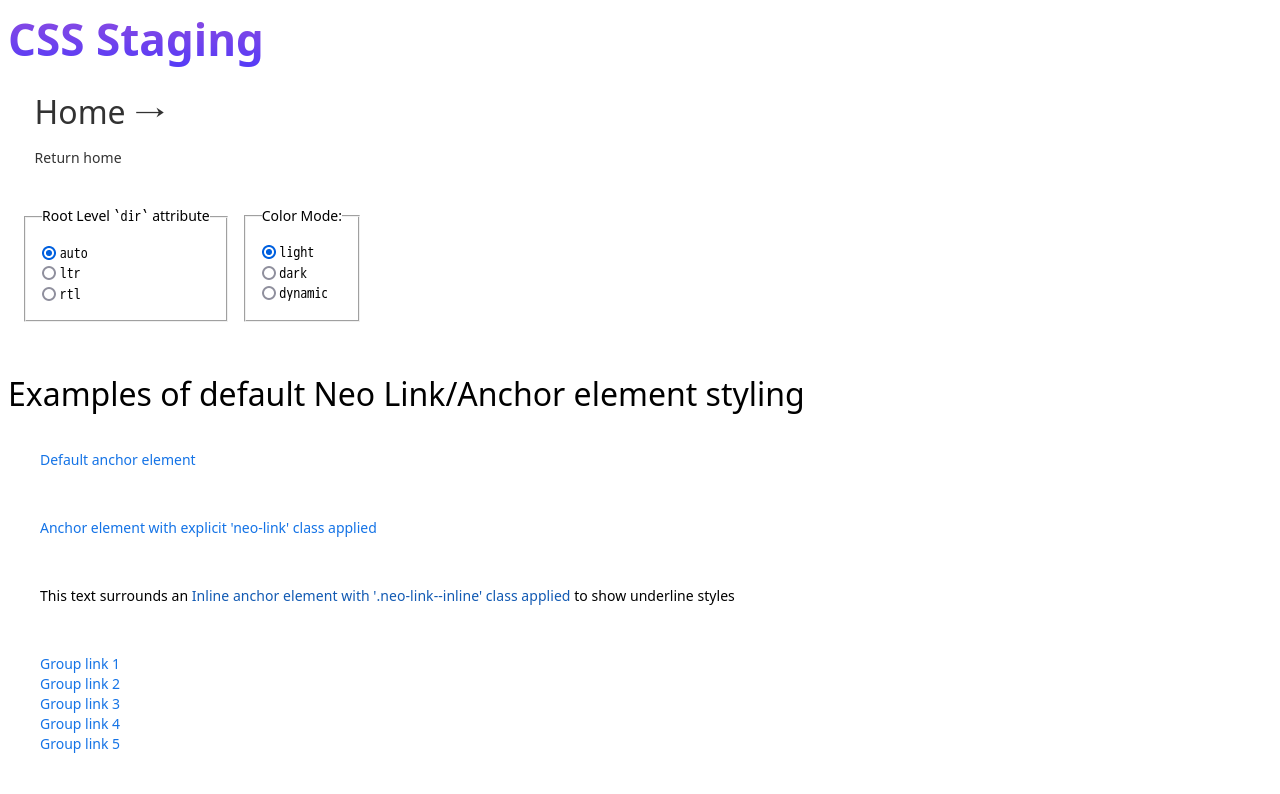 CSS Staging
Home →
Return home
Root Level `dir` attribute
auto
ltr
rtl
Color Mode:
light
dark
dynamic
Examples of default Neo Link/Anchor element styling
Default anchor element
Anchor element with explicit 'neo-link' class applied
This text surrounds an Inline anchor element with '.neo-link--inline' class applied to show underline styles
Group link 1
Group link 2
Group link 3
Group link 4
Group link 5